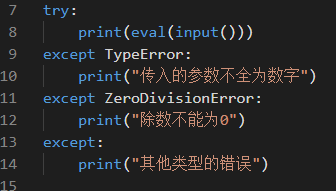 7 try:
8     print(eval(input()))
9 except TypeError:
10     print("传入的参数不全为数字")
11 except ZeroDivisionError:
12     print("除数不能为0")
13 except:
14     print("其他类型的错误")
15